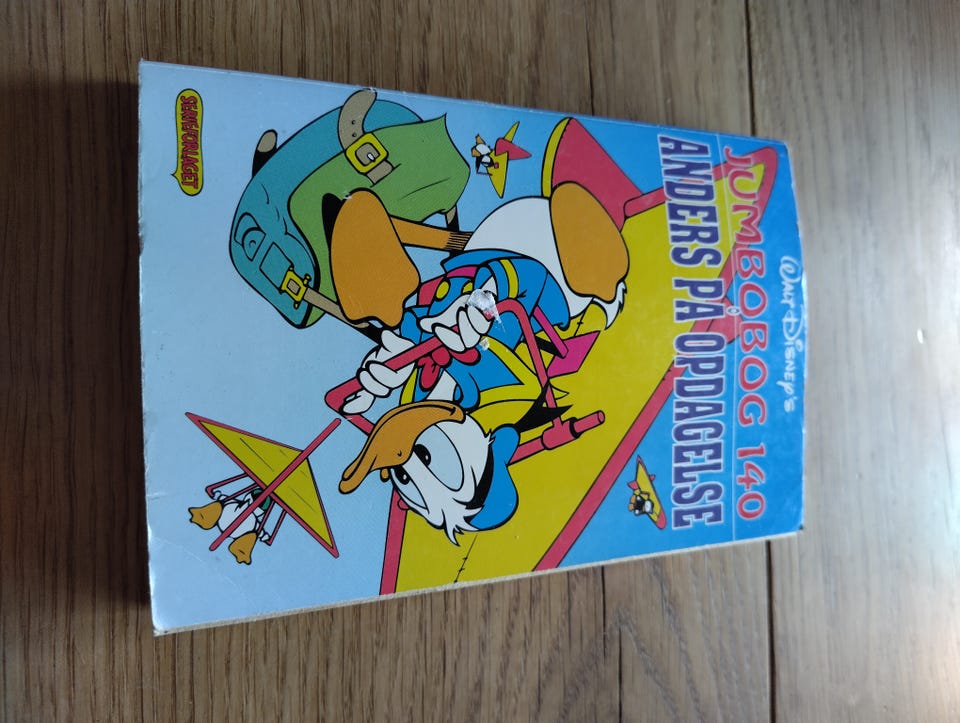 WALT DISNEY'S
JUMBOBOG 140
ANDERS PÅ OPDAGELSE
SERIEFORLAGET